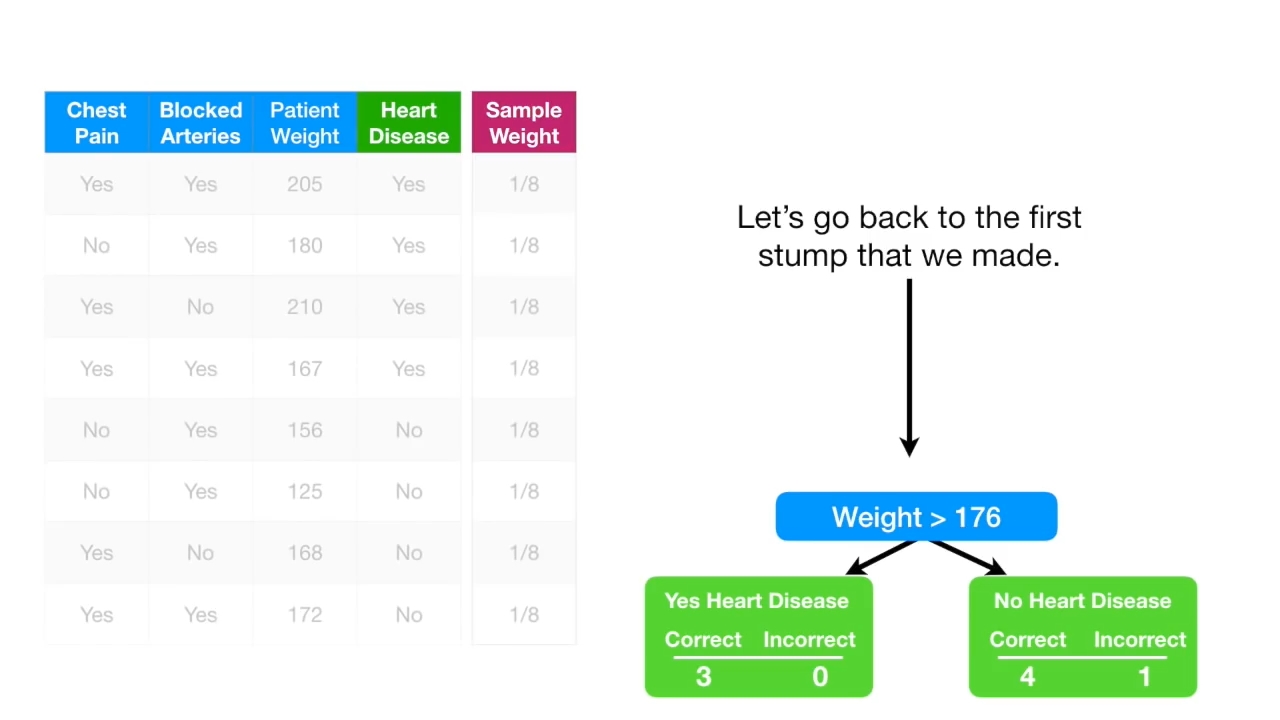 Chest Pain Blocked Arteries Patient Weight Heart Disease Sample Weight
Yes Yes 205 Yes 1/8
No Yes 180 Yes 1/8
Yes No 210 Yes 1/8
Yes Yes 167 Yes 1/8
No Yes 156 No 1/8
No Yes 125 No 1/8
Yes No 168 No 1/8
Yes Yes 172 No 1/8
Let's go back to the first
stump that we made.
Weight > 176
Yes Heart Disease
Correct Incorrect
3 0
No Heart Disease
Correct Incorrect
4 1